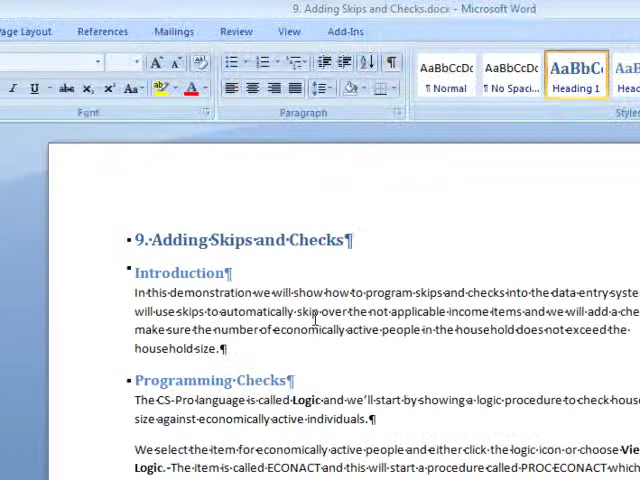 9. Adding Skips and Checks.docx - Microsoft Word
Page Layout References Mailings Review View Add-Ins
AaBbCcDc AaBbCcDc AaBbCc AaBb
¶ Normal ¶ No Spaci... Heading 1 Head
Font Paragraph Styles
9. Adding Skips and Checks¶
Introduction¶
In this demonstration we will show how to program skips and checks into the data entry syste
will use skips to automatically skip over the not applicable income items and we will add a che
make sure the number of economically active people in the household does not exceed the
household size.¶
Programming Checks¶
The CS-Pro language is called Logic and we'll start by showing a logic procedure to check hous
size against economically active individuals.¶
We select the item for economically active people and either click the logic icon or choose Vie
Logic. The item is called ECONACT and this will start a procedure called PROC ECONACT which